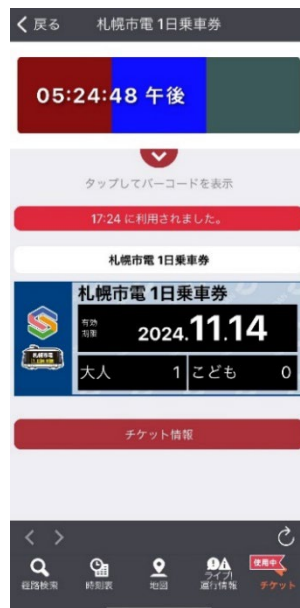 戻る
札幌市電 1日乗車券
05:24:48 午後
タップしてバーコードを表示
17:24 に利用されました。
札幌市電 1日乗車券
札幌市電 1日乗車券
有効
期限
2024.11.14
大人 1 こども 0
チケット情報
使用中
経路検索 時刻表 地図 ライブ!
運行情報 チケット